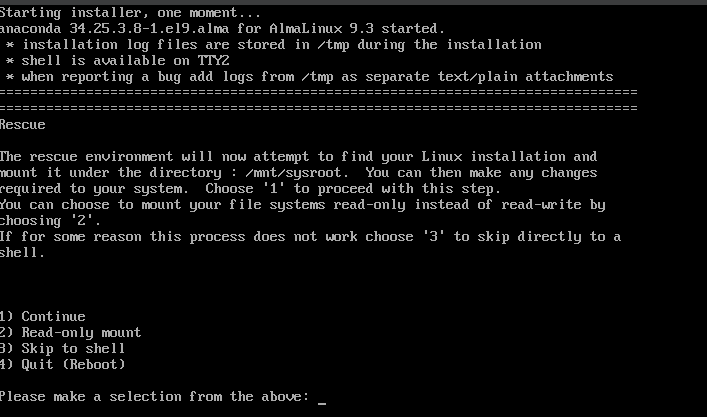 Starting installer, one moment...
anaconda 34.25.3.8-1.el9.alma for AlmaLinux 9.3 started.
 * installation log files are stored in /tmp during the installation
 * shell is available on TTY2
 * when reporting a bug add logs from /tmp as separate text/plain attachments
================================================================================
================================================================================
Rescue

The rescue environment will now attempt to find your Linux installation and
mount it under the directory : /mnt/sysroot.  You can then make any changes
required to your system.  Choose '1' to proceed with this step.
You can choose to mount your file systems read-only instead of read-write by
choosing '2'.
If for some reason this process does not work choose '3' to skip directly to a
shell.

1) Continue
2) Read-only mount
3) Skip to shell
4) Quit (Reboot)

Please make a selection from the above: _